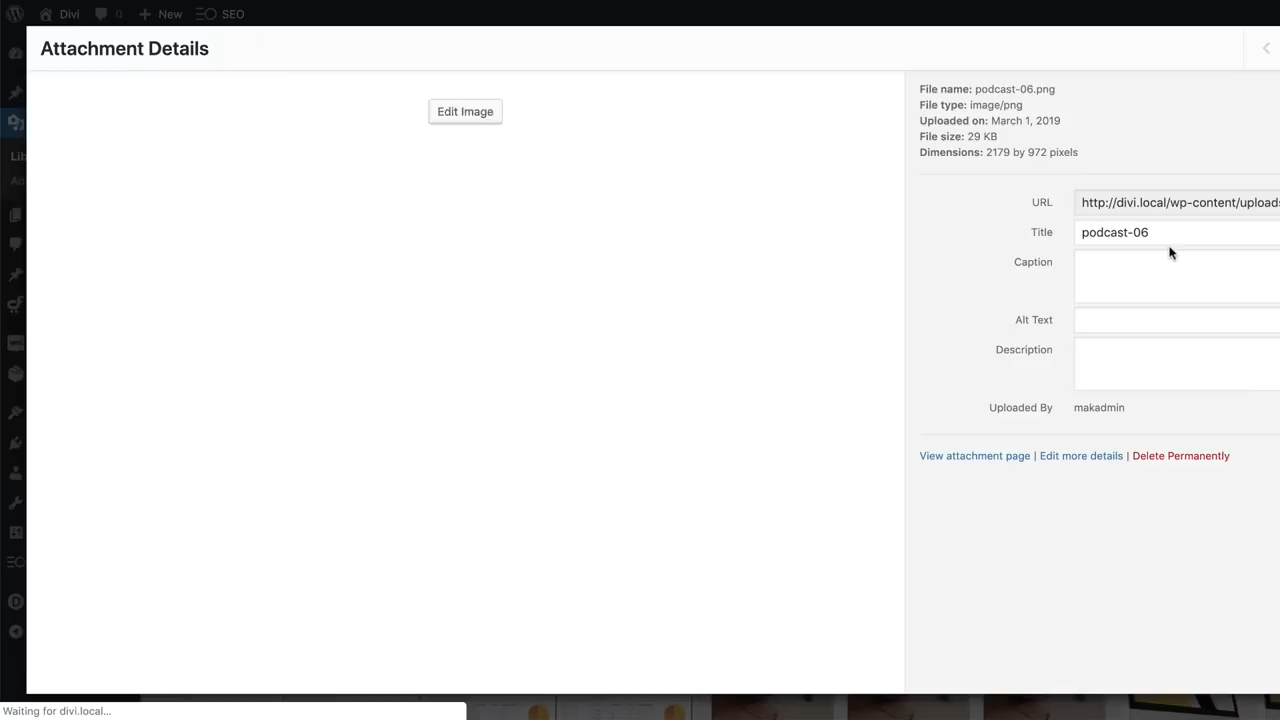 Divi 0 New SEO
Attachment Details
Edit Image
File name: podcast-06.png
File type: image/png
Uploaded on: March 1, 2019
File size: 29 KB
Dimensions: 2179 by 972 pixels
URL http://divi.local/wp-content/uploads
Title podcast-06
Caption
Alt Text
Description
Uploaded By makadmin
View attachment page | Edit more details | Delete Permanently
Lib
Waiting for divi.local...